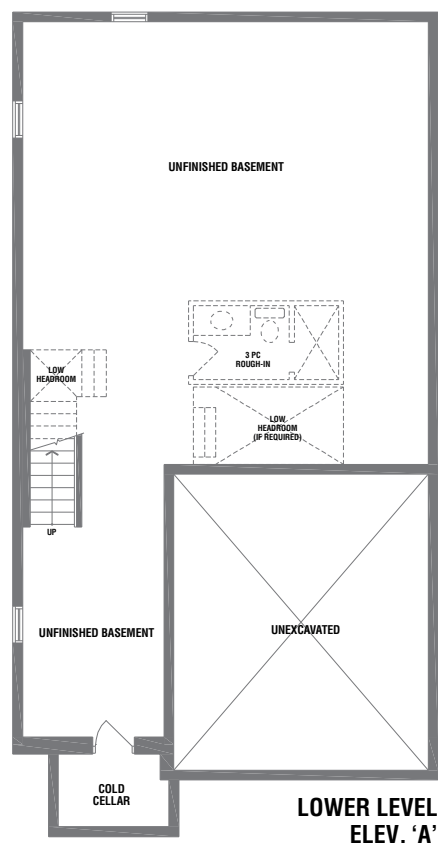 UNFINISHED BASEMENT
3 PC
ROUGH-IN
LOW
HEADROOM
LOW
HEADROOM
(IF REQUIRED)
UP
UNFINISHED BASEMENT
UNEXCAVATED
COLD
CELLAR
LOWER LEVEL
ELEV. ‘A’